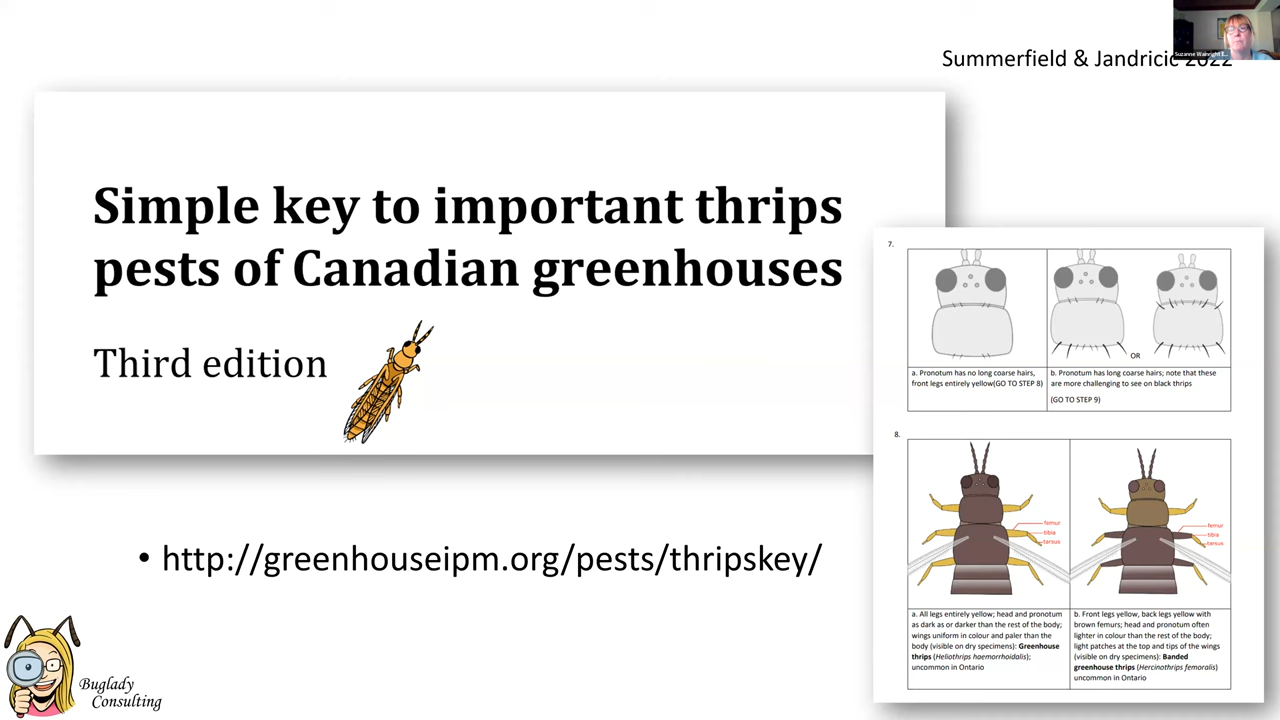 Suzanne Wainright
Summerfield & Jandricic 2022
Simple key to important thrips
pests of Canadian greenhouses
Third edition
• http://greenhouseipm.org/pests/thripskey/
Buglady
Consulting
7.
OR
a. Pronotum has no long coarse hairs,
front legs entirely yellow(GO TO STEP 8)
b. Pronotum has long coarse hairs; note that these
are more challenging to see on black thrips
(GO TO STEP 9)
8.
femur
tibia
tarsus
femur
tibia
tarsus
a. All legs entirely yellow; head and pronotum
as dark as or darker than the rest of the body;
wings uniform in colour and paler than the
body (visible on dry specimens): Greenhouse
thrips (Heliothrips haemorrhoidalis);
uncommon in Ontario
b. Front legs yellow, back legs yellow with
brown femurs; head and pronotum often
lighter in colour than the rest of the body;
light patches at the top and tips of the wings
(visible on dry specimens): Banded
greenhouse thrips (Hercinothrips femoralis)
uncommon in Ontario